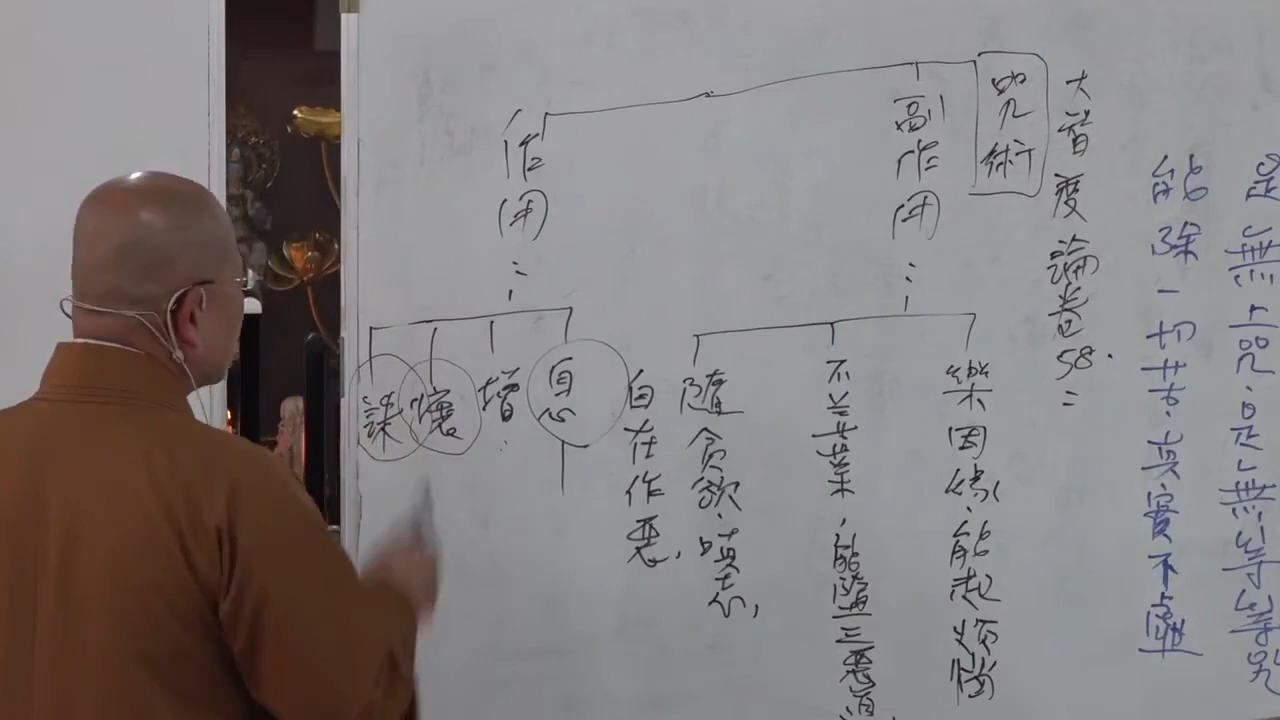 是無上咒是無等等咒
能除一切苦真實不虛
大智度論卷58:
咒術
副作用:
樂因緣、能起煩惱
不善業、能墮三惡道
隨貪欲、瞋恚,
自在作惡,
作用:
息
增
懷
誅